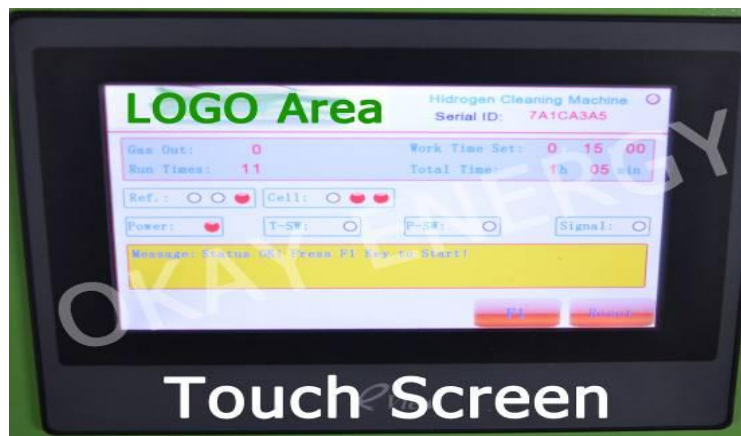 LOGO Area
Hidrogen Cleaning Machine
Serial ID: 7A1CA3A5
Gas Out: 0 Work Time Set: 0 15 00
Run Times: 11 Total Time: 1h 05 min
Ref.: Cell:
Power: T-SW: P-SW: Signal:
Message: Status OK! Press F1 Key to Start!
F1
OKAY ENERGY
Touch Screen